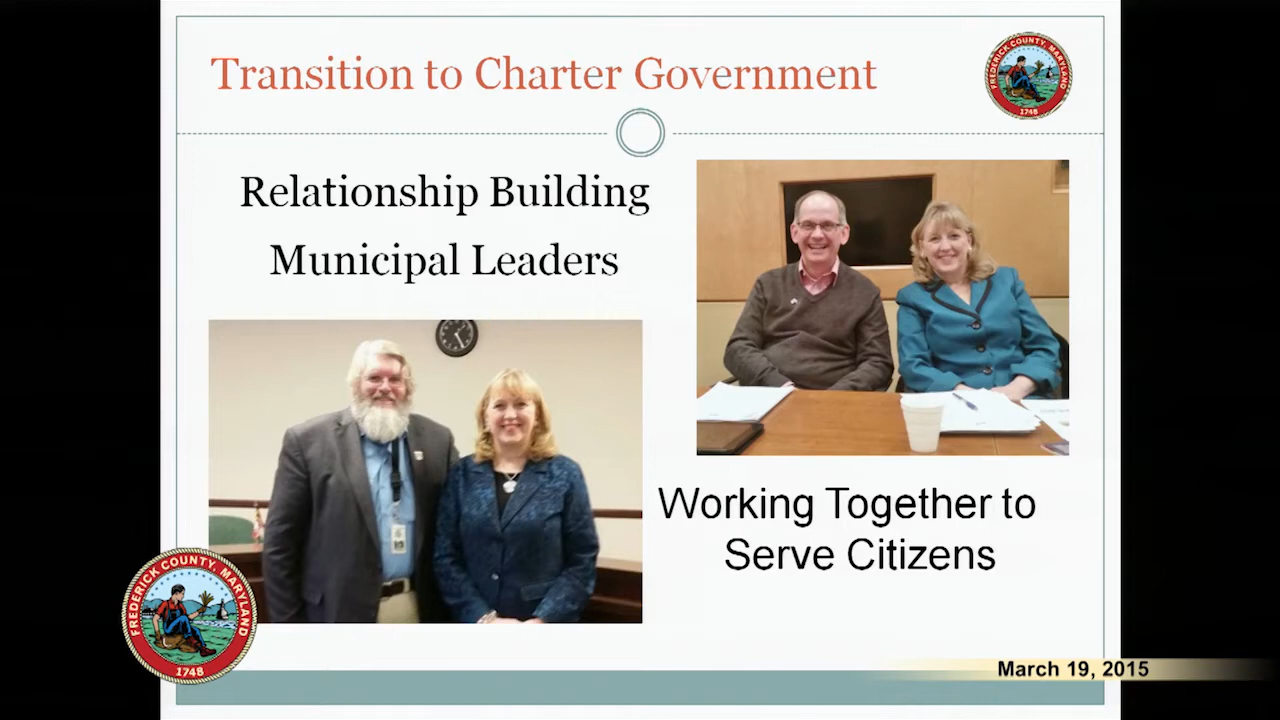 Transition to Charter Government
FREDERICK COUNTY, MARYLAND
1748
Relationship Building
Municipal Leaders
Working Together to
Serve Citizens
FREDERICK COUNTY, MARYLAND
1748
March 19, 2015